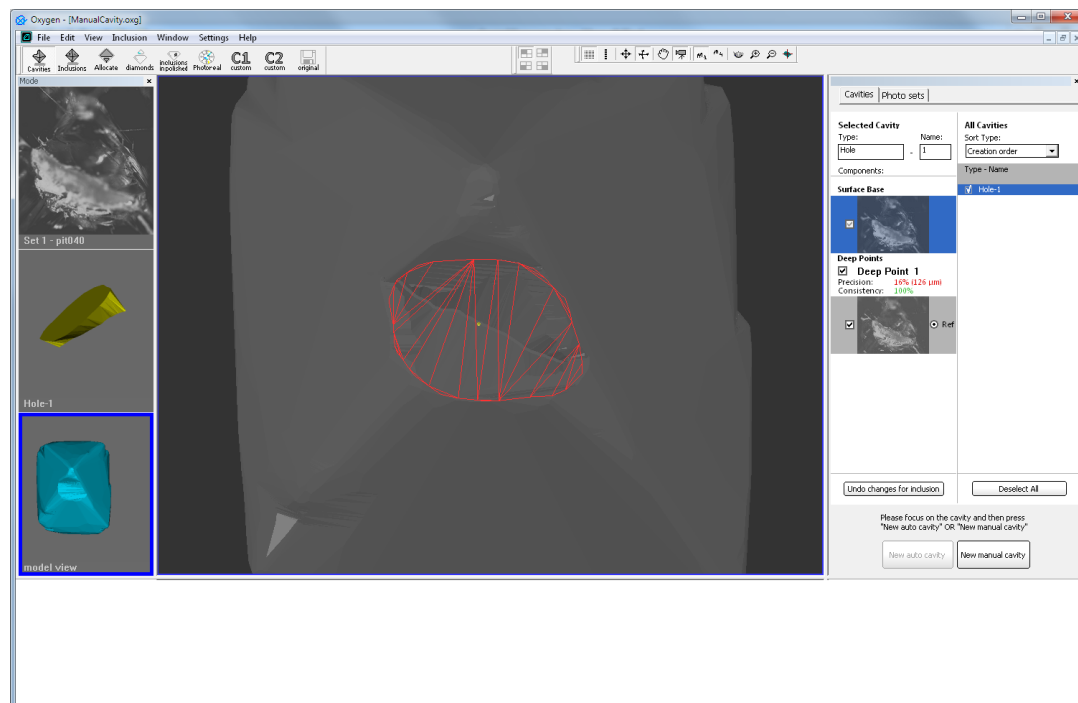 Oxygen - [ManualCavity.oxg]
File Edit View Inclusion Window Settings Help
Cavities Inclusions Allocate diamonds inclusions inpolished Photoreal C1 custom C2 custom original
Mode
Set 1 - pit040
Hole-1
model view
Cavities Photo sets
Selected Cavity
Type: Name:
Hole - 1
Components:
Surface Base
Deep Points
Deep Point 1
Precision: 16% (126 µm)
Consistency: 100%
Ref
All Cavities
Sort Type:
Creation order
Type - Name
Hole-1
Undo changes for inclusion Deselect All
Please focus on the cavity and then press
"New auto cavity" OR "New manual cavity"
New auto cavity New manual cavity